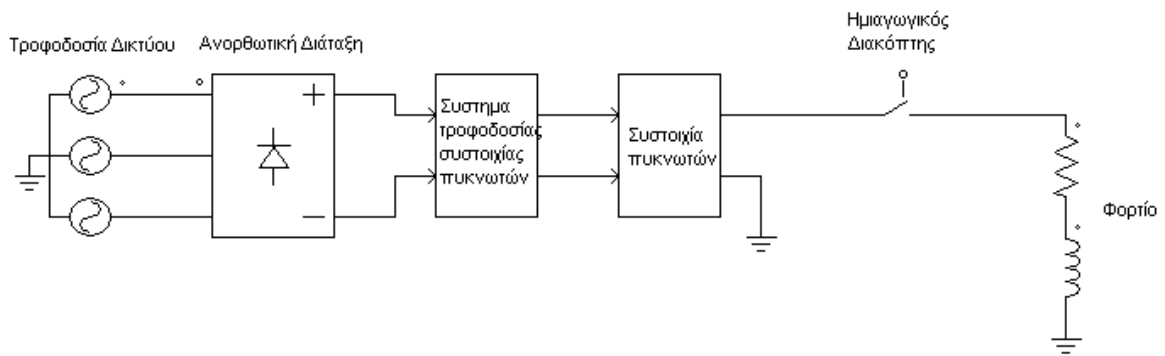 Τροφοδοσία Δικτύου
Ανορθωτική Διάταξη
Συστημα
τροφοδοσίας
συστοιχίας
πυκνωτών
Συστοιχία
πυκνωτών
Ημιαγωγικός
Διακόπτης
Φορτίο